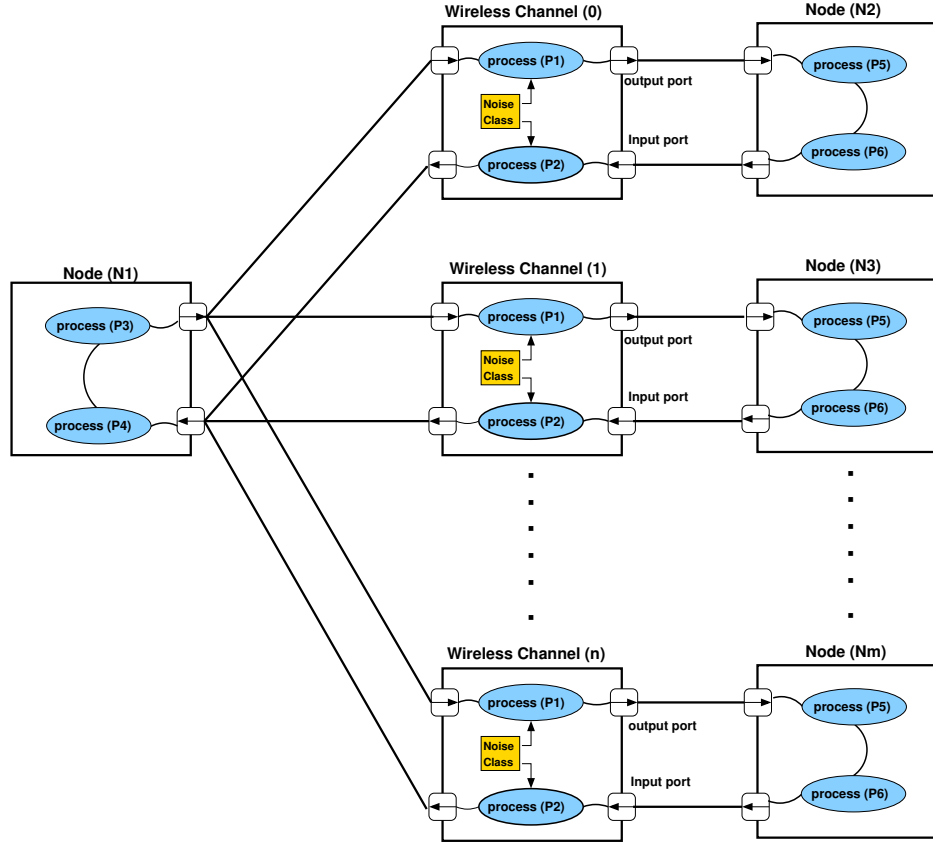 Wireless Channel (0)
Node (N2)
process (P1)
process (P5)
output port
Noise
Class
Input port
process (P2)
process (P6)
Node (N1)
Wireless Channel (1)
Node (N3)
process (P3)
process (P1)
process (P5)
output port
Noise
Class
Input port
process (P4)
process (P2)
process (P6)
Wireless Channel (n)
Node (Nm)
process (P1)
process (P5)
output port
Noise
Class
Input port
process (P2)
process (P6)